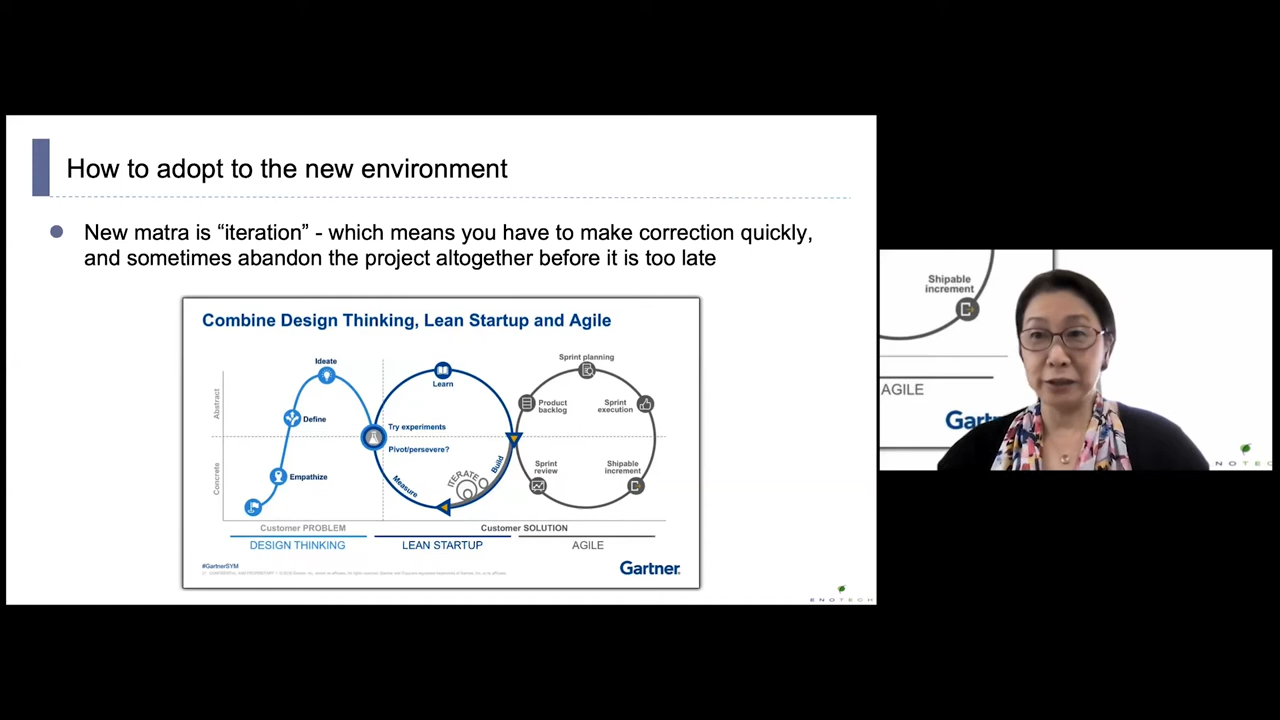 How to adopt to the new environment
New matra is “iteration” - which means you have to make correction quickly,
and sometimes abandon the project altogether before it is too late
Combine Design Thinking, Lean Startup and Agile
Abstract
Concrete
Ideate
Define
Empathize
Learn
Try experiments
Pivot/persevere?
Measure
ITERATE
Build
Sprint planning
Product
backlog
Sprint
execution
Sprint
review
Shipable
increment
Customer PROBLEM
Customer SOLUTION
DESIGN THINKING
LEAN STARTUP
AGILE
#GartnerSYM
Gartner
ENOTECH
Shipable
increment
AGILE
Gartner